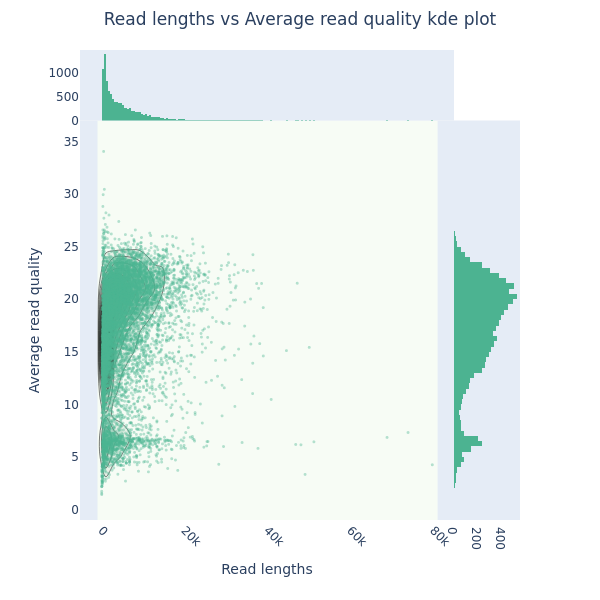 Read lengths vs Average read quality kde plot
1000
500
0
35
30
25
20
15
10
5
0
Average read quality
0
20k
40k
60k
80k
0
200
400
Read lengths